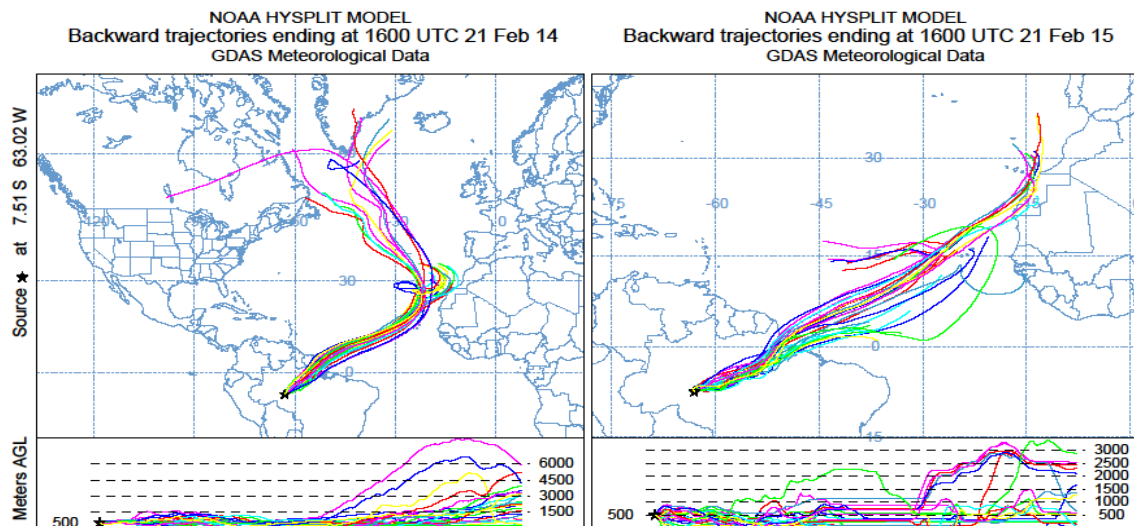 NOAA HYSPLIT MODEL
Backward trajectories ending at 1600 UTC 21 Feb 14
GDAS Meteorological Data
Source ★ at 7.51 S 63.02 W
30
0
0
Meters AGL
6000
4500
3000
1500
500
NOAA HYSPLIT MODEL
Backward trajectories ending at 1600 UTC 21 Feb 15
GDAS Meteorological Data
30
-75
-60
-45
-30
0
15
3000
2500
2000
1500
1000
500
500